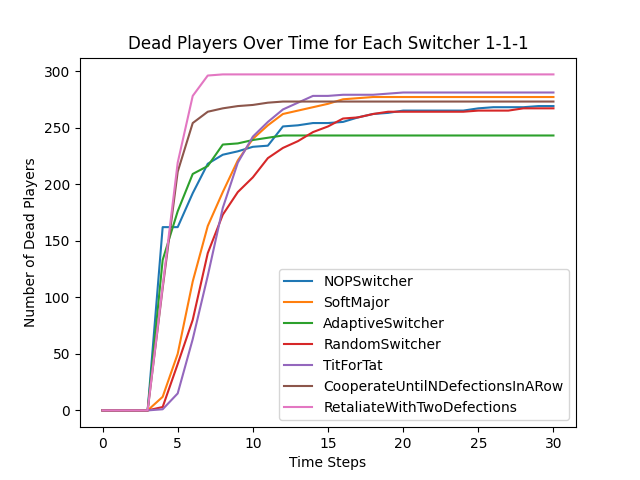 Dead Players Over Time for Each Switcher 1-1-1
Number of Dead Players
300
250
200
150
100
50
0
NOPSwitcher
SoftMajor
AdaptiveSwitcher
RandomSwitcher
TitForTat
CooperateUntilNDefectionsInARow
RetaliateWithTwoDefections
0 5 10 15 20 25 30
Time Steps